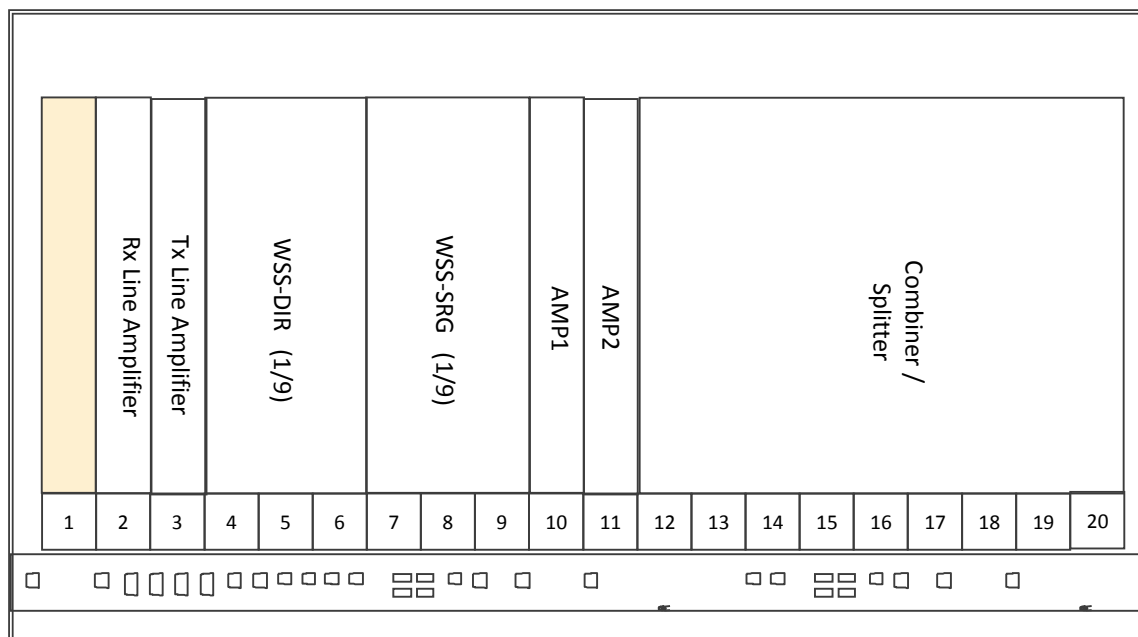 Rx Line Amplifier
Tx Line Amplifier
WSS-DIR (1/9)
WSS-SRG (1/9)
AMP1
AMP2
Combiner /
Splitter
1 2 3 4 5 6 7 8 9 10 11 12 13 14 15 16 17 18 19 20